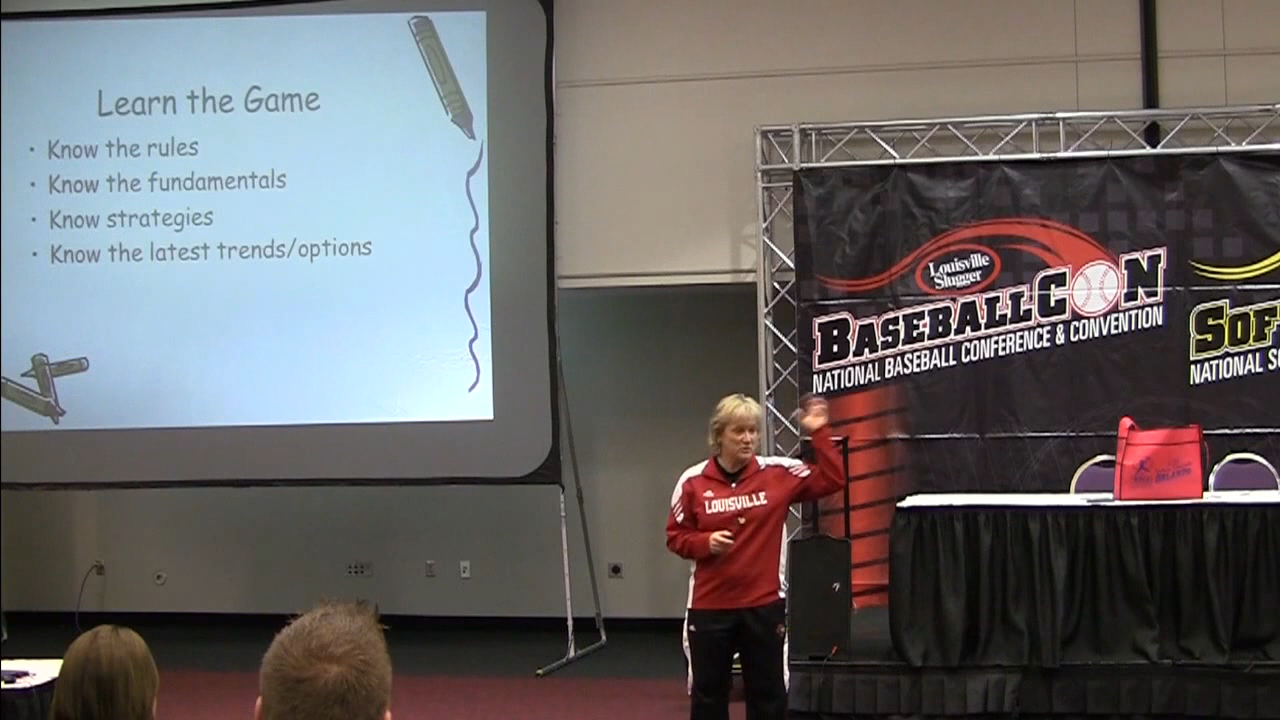 Learn the Game
• Know the rules
• Know the fundamentals
• Know strategies
• Know the latest trends/options
Louisville
Slugger
BASEBALLCON
NATIONAL BASEBALL CONFERENCE & CONVENTION
SOF
NATIONAL S
LOUISVILLE
ORLANDO